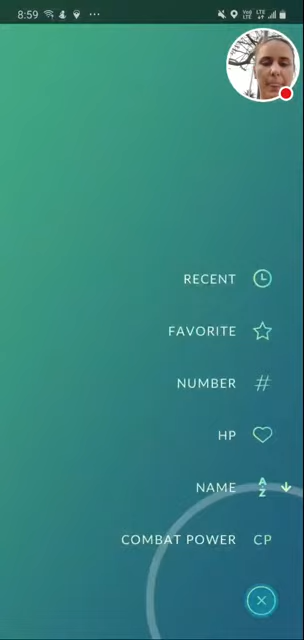 8:59
RECENT
FAVORITE
NUMBER #
HP
NAME A Z
COMBAT POWER CP